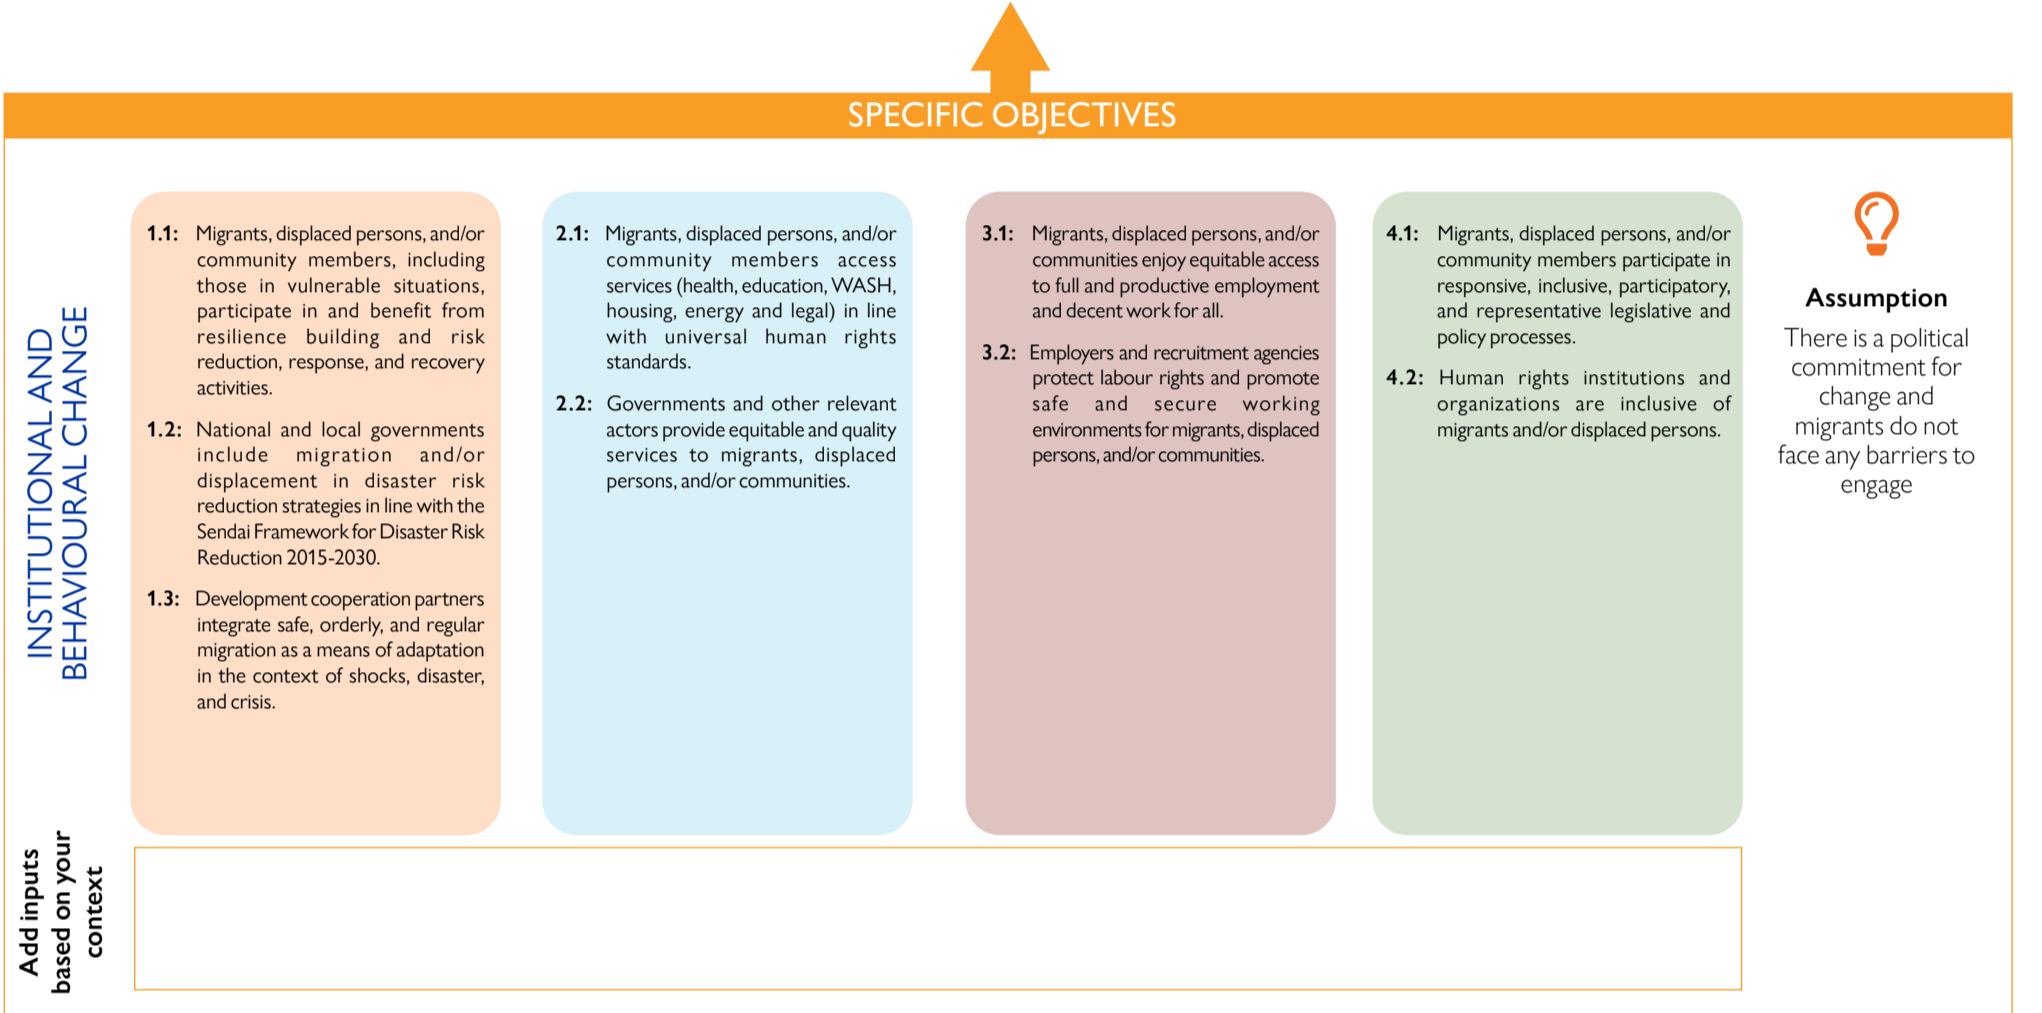 SPECIFIC OBJECTIVES
INSTITUTIONAL AND
BEHAVIOURAL CHANGE
1.1: Migrants, displaced persons, and/or
community members, including
those in vulnerable situations,
participate in and benefit from
resilience building and risk
reduction, response, and recovery
activities.
1.2: National and local governments
include migration and/or
displacement in disaster risk
reduction strategies in line with the
Sendai Framework for Disaster Risk
Reduction 2015-2030.
1.3: Development cooperation partners
integrate safe, orderly, and regular
migration as a means of adaptation
in the context of shocks, disaster,
and crisis.
2.1: Migrants, displaced persons, and/or
community members access
services (health, education, WASH,
housing, energy and legal) in line
with universal human rights
standards.
2.2: Governments and other relevant
actors provide equitable and quality
services to migrants, displaced
persons, and/or communities.
3.1: Migrants, displaced persons, and/or
communities enjoy equitable access
to full and productive employment
and decent work for all.
3.2: Employers and recruitment agencies
protect labour rights and promote
safe and secure working
environments for migrants, displaced
persons, and/or communities.
4.1: Migrants, displaced persons, and/or
community members participate in
responsive, inclusive, participatory,
and representative legislative and
policy processes.
4.2: Human rights institutions and
organizations are inclusive of
migrants and/or displaced persons.
Assumption
There is a political
commitment for
change and
migrants do not
face any barriers to
engage
Add inputs
based on your
context